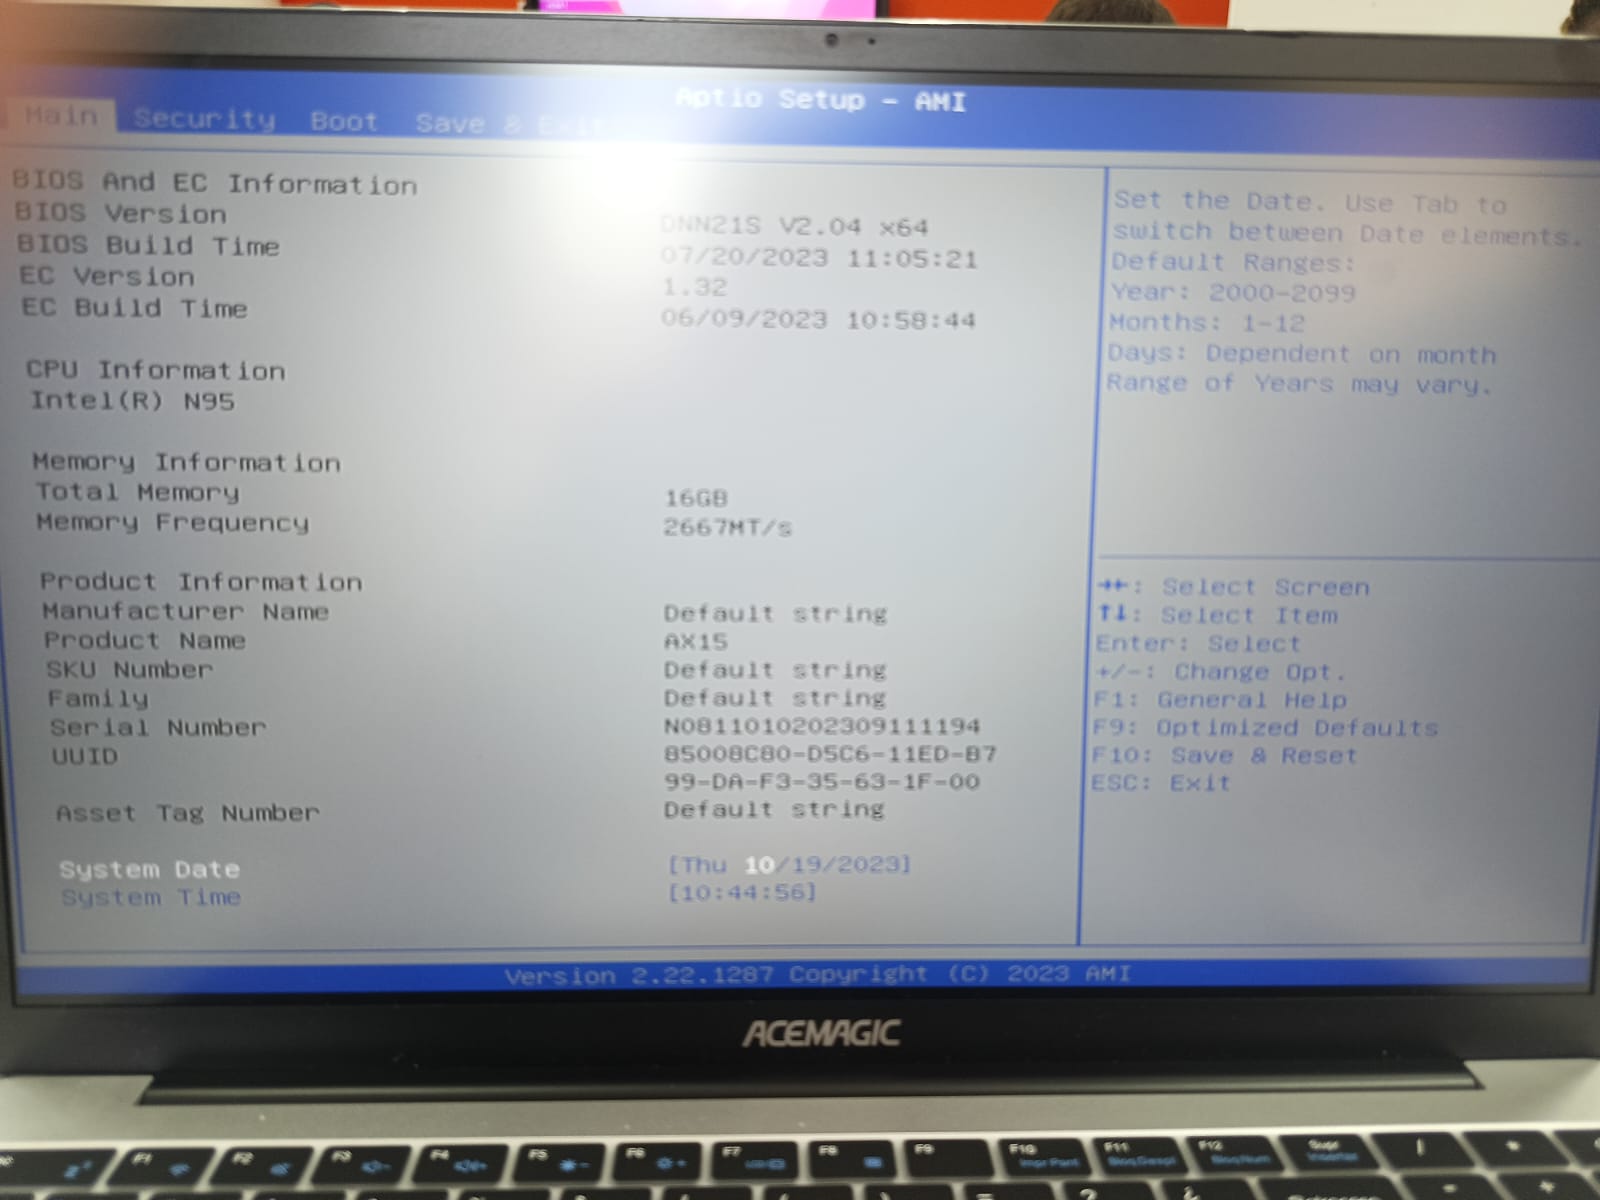 Aptio Setup - AMI
Main Security Boot Save & Exit
BIOS And EC Information
BIOS Version DNN21S V2.04 x64
BIOS Build Time 07/20/2023 11:05:21
EC Version 1.32
EC Build Time 06/09/2023 10:58:44
CPU Information
Intel(R) N95
Memory Information
Total Memory 16GB
Memory Frequency 2667MT/s
Product Information
Manufacturer Name Default string
Product Name AX15
SKU Number Default string
Family Default string
Serial Number N0811010202309111194
UUID 85008C80-D5C6-11ED-B7
99-DA-F3-35-63-1F-00
Asset Tag Number Default string
System Date [Thu 10/19/2023]
System Time [10:44:56]
Set the Date. Use Tab to
switch between Date elements.
Default Ranges:
Year: 2000-2099
Months: 1-12
Days: Dependent on month
Range of Years may vary.
→←: Select Screen
↑↓: Select Item
Enter: Select
+/-: Change Opt.
F1: General Help
F9: Optimized Defaults
F10: Save & Reset
ESC: Exit
Version 2.22.1287 Copyright (C) 2023 AMI
ACEMAGIC
F1 F2 F3 F4 F5 F6 F7 F8 F9 F10 F11 F12 Supr
ImprPant BloqDespl BloqNum Insertar